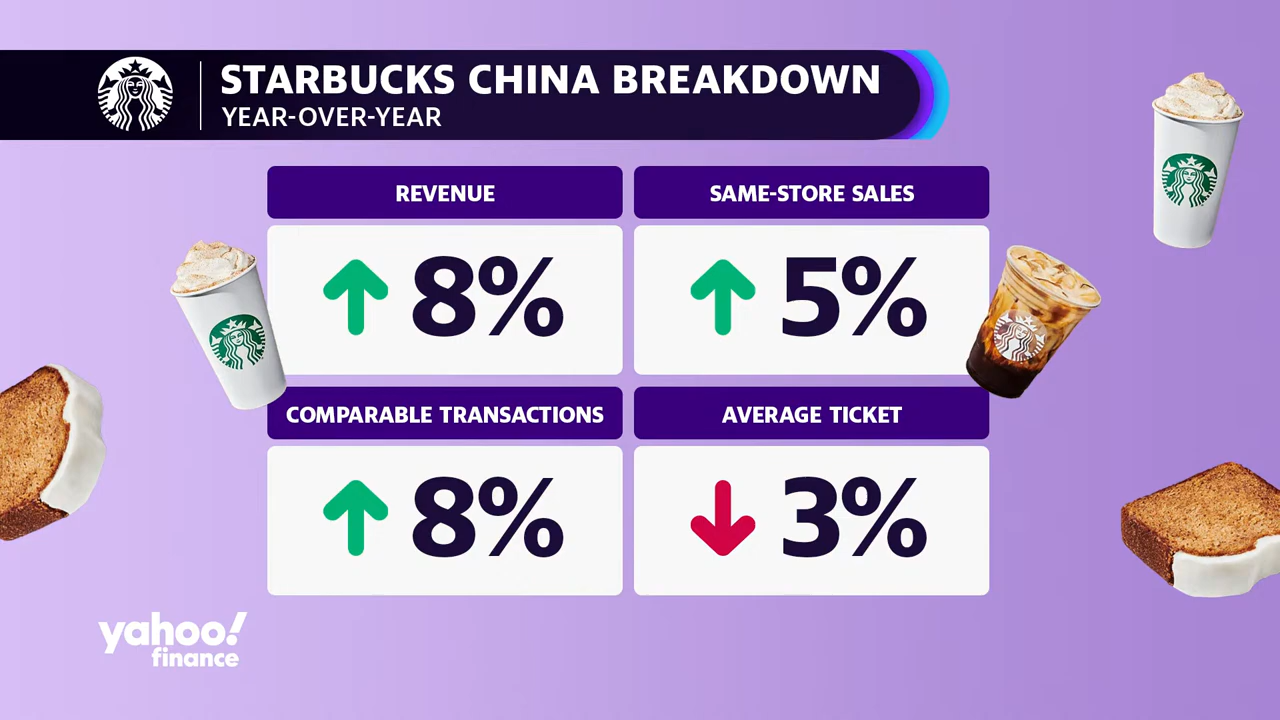 STARBUCKS CHINA BREAKDOWN
YEAR-OVER-YEAR
REVENUE
SAME-STORE SALES
8%
5%
COMPARABLE TRANSACTIONS
AVERAGE TICKET
8%
3%
yahoo!
finance